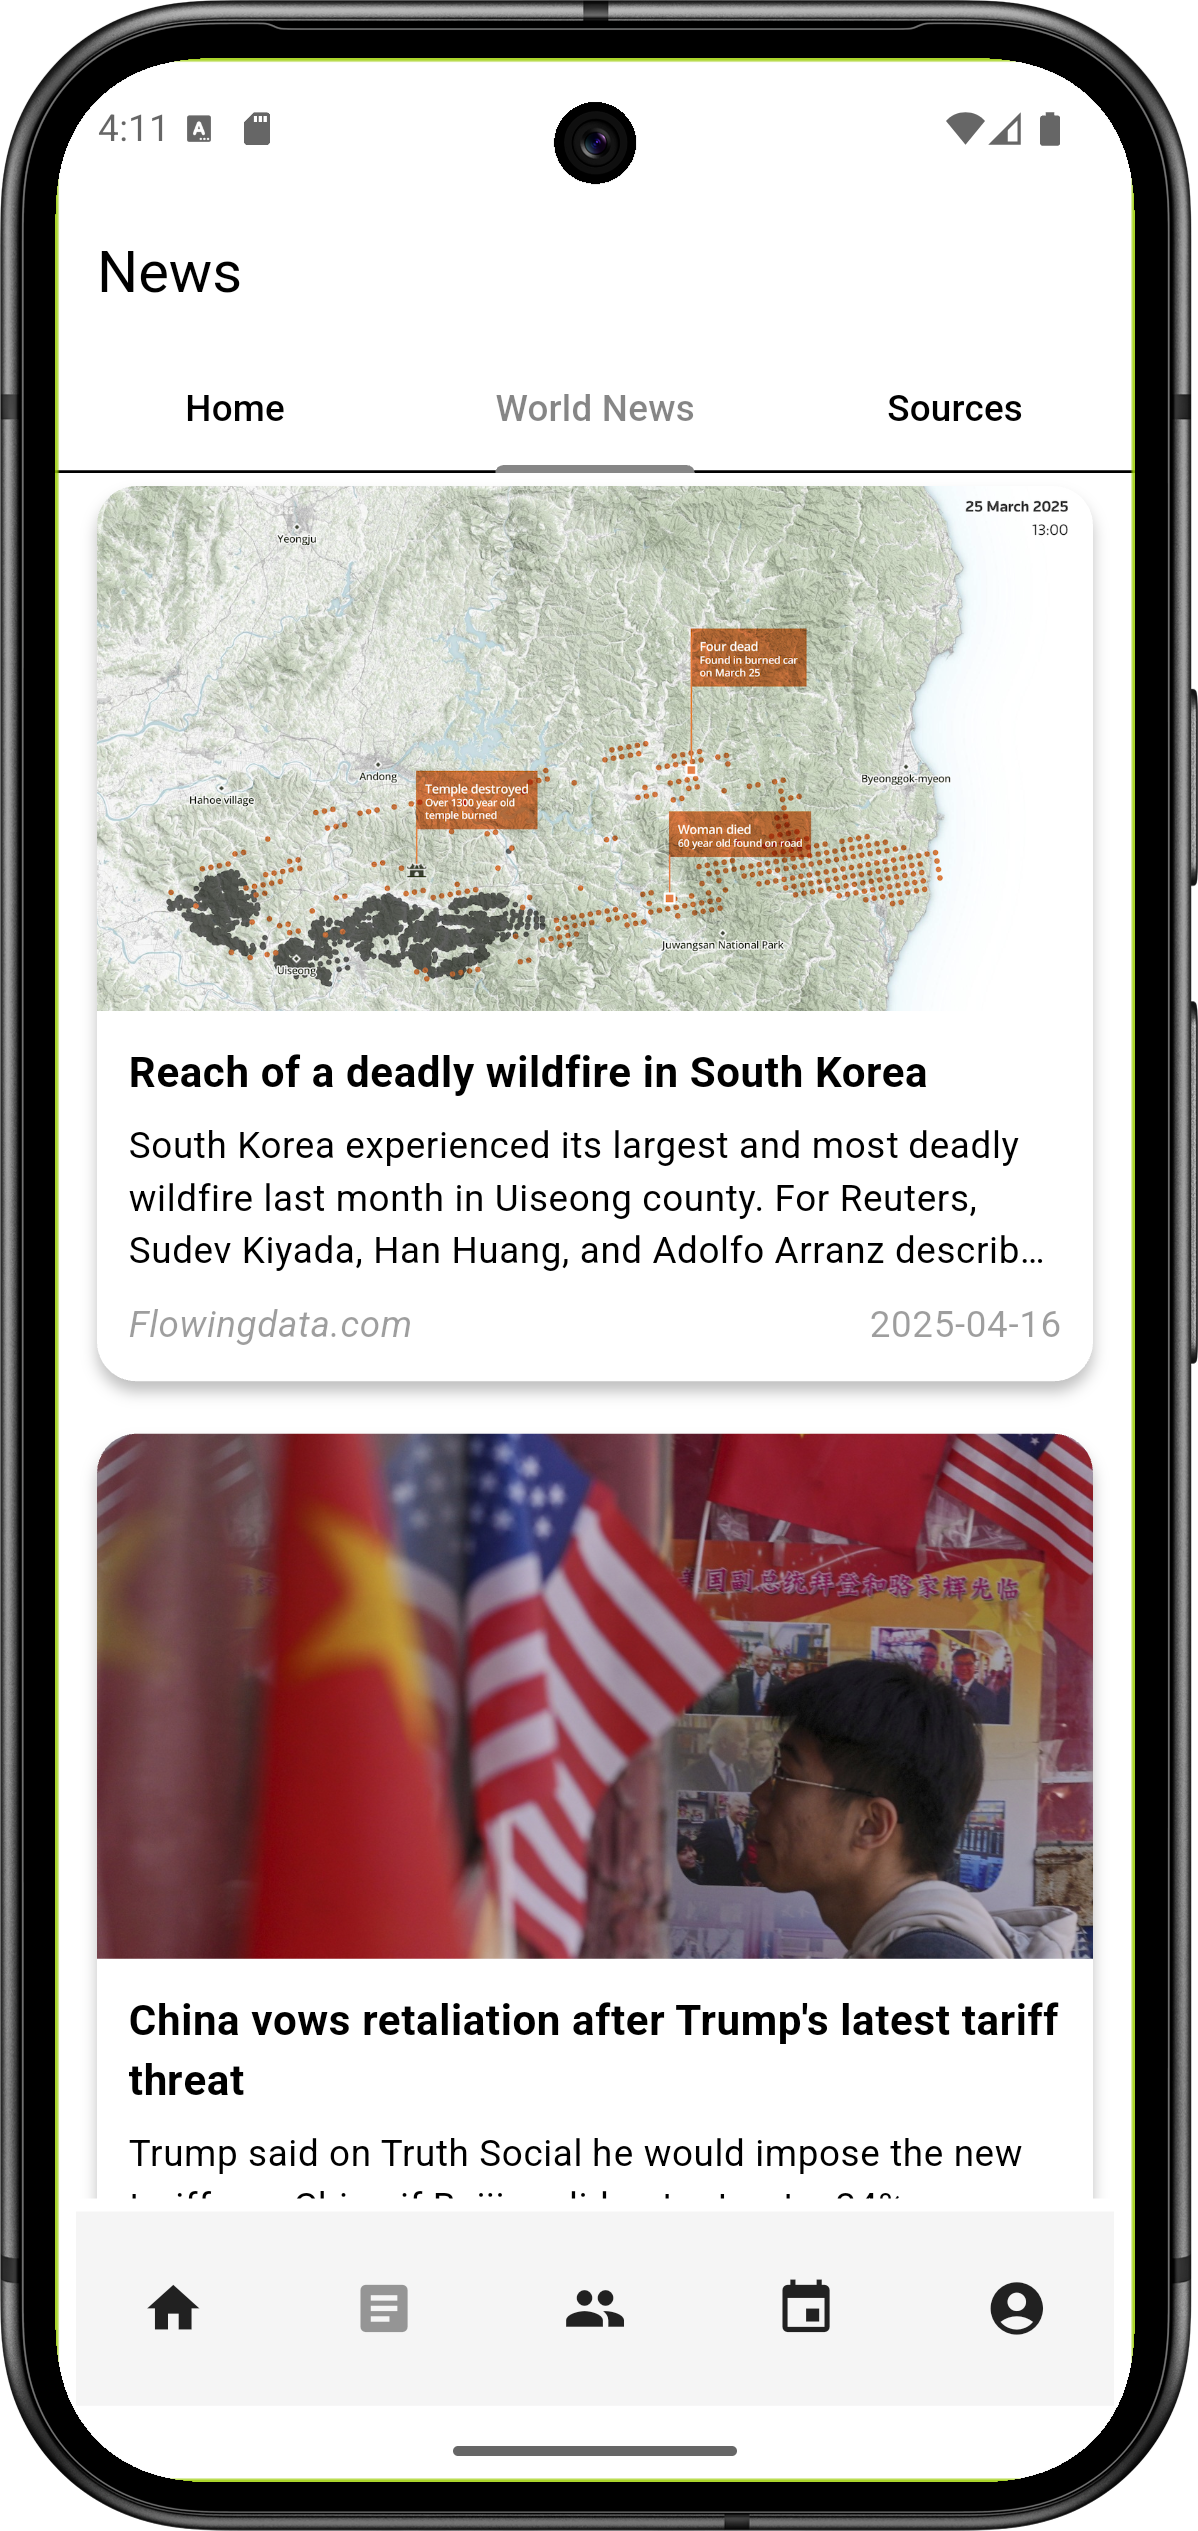 4:11
News
Home
World News
Sources
25 March 2025
13:00
Yeongju
Four dead
Found in burned car
on March 25
Andong
Hahoe village
Byeonggok-myeon
Temple destroyed
Over 1300 year old
temple burned
Woman died
60 year old found on road
Juwangsan National Park
Uiseong
Reach of a deadly wildfire in South Korea
South Korea experienced its largest and most deadly
wildfire last month in Uiseong county. For Reuters,
Sudev Kiyada, Han Huang, and Adolfo Arranz describ...
Flowingdata.com
2025-04-16
国副总统拜登和骆家辉光临
China vows retaliation after Trump's latest tariff
threat
Trump said on Truth Social he would impose the new